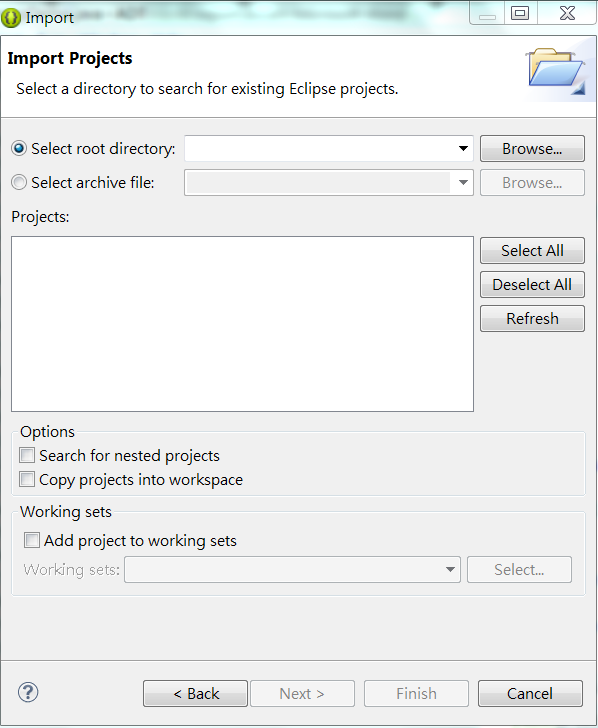 Import
Import Projects
Select a directory to search for existing Eclipse projects.
Select root directory:
Browse...
Select archive file:
Browse...
Projects:
Select All
Deselect All
Refresh
Options
Search for nested projects
Copy projects into workspace
Working sets
Add project to working sets
Working sets:
Select...
?
< Back
Next >
Finish
Cancel